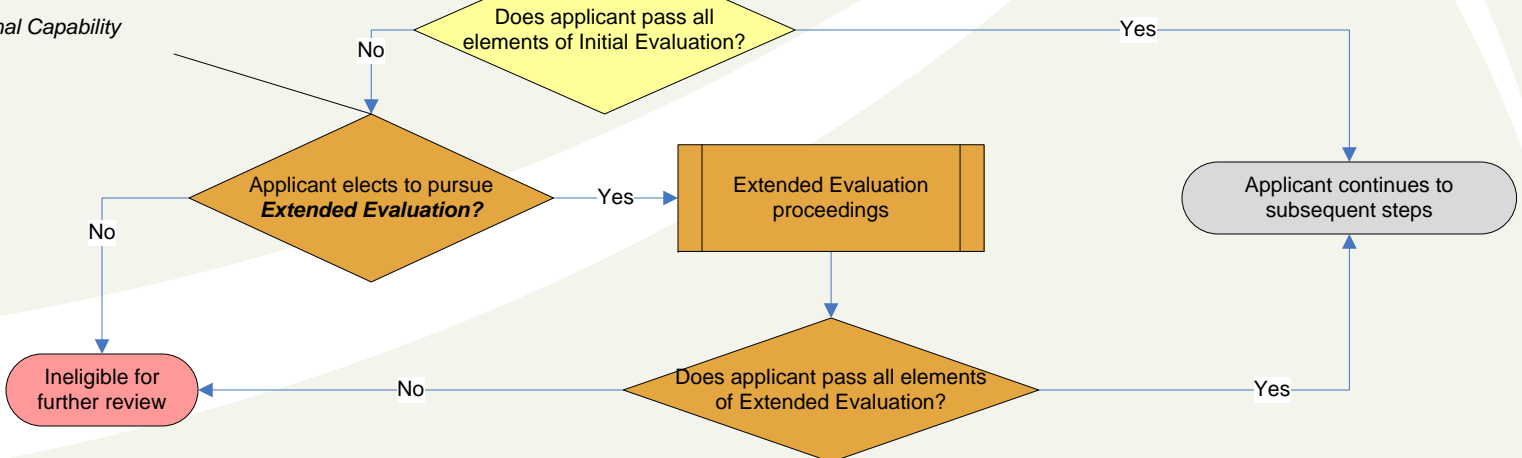 Capability
Does applicant pass all
elements of Initial Evaluation?
No
Yes
Applicant elects to pursue
Extended Evaluation?
Yes
No
Extended Evaluation
proceedings
Applicant continues to
subsequent steps
Ineligible for
further review
No
Does applicant pass all elements
of Extended Evaluation?
Yes